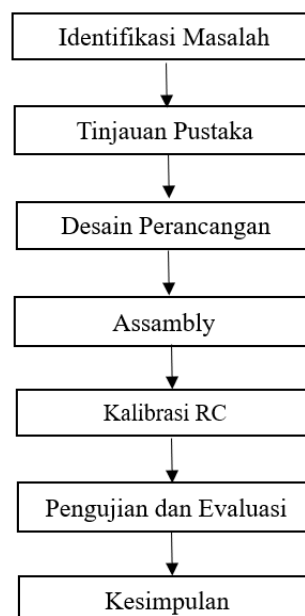 Identifikasi Masalah
Tinjauan Pustaka
Desain Perancangan
Assambly
Kalibrasi RC
Pengujian dan Evaluasi
Kesimpulan